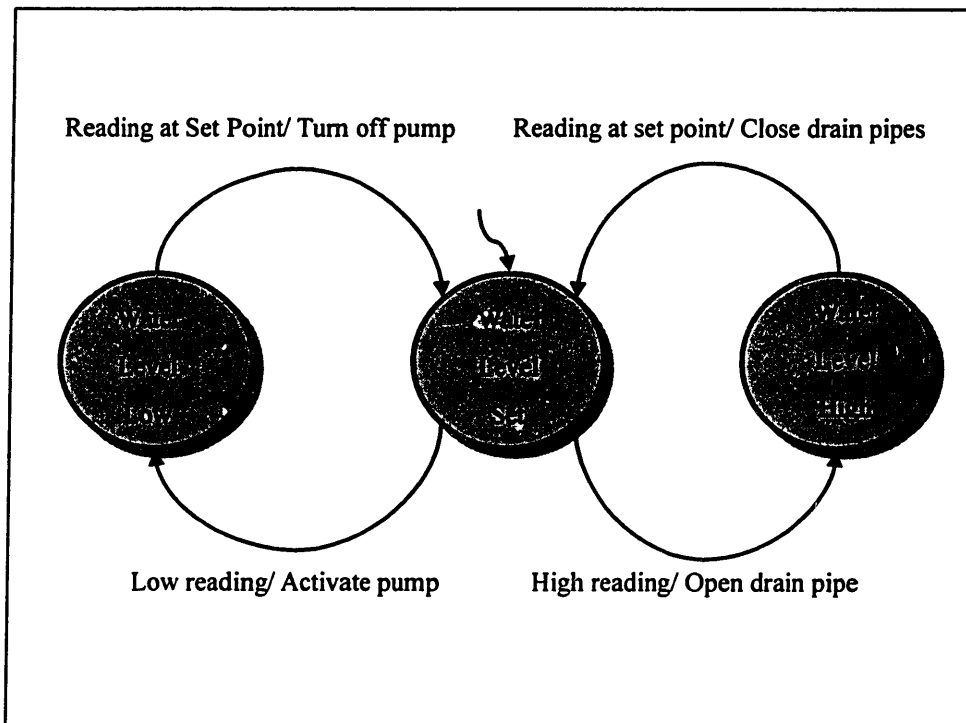 Reading at Set Point/ Turn off pump
Reading at set point/ Close drain pipes
Water
Level
Low
Water
Level
Set
Water
Level
High
Low reading/ Activate pump
High reading/ Open drain pipe